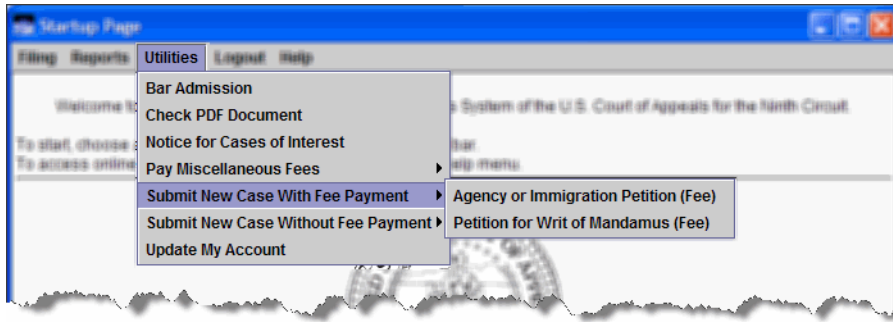 Startup Page
Filing Reports Utilities Logout Help
Bar Admission
Check PDF Document
Notice for Cases of Interest
Pay Miscellaneous Fees
Submit New Case With Fee Payment
Submit New Case Without Fee Payment
Update My Account
Agency or Immigration Petition (Fee)
Petition for Writ of Mandamus (Fee)
Welcome to s System of the U.S. Court of Appeals for the Ninth Circuit.
To start, choose bar.
To access online help menu.